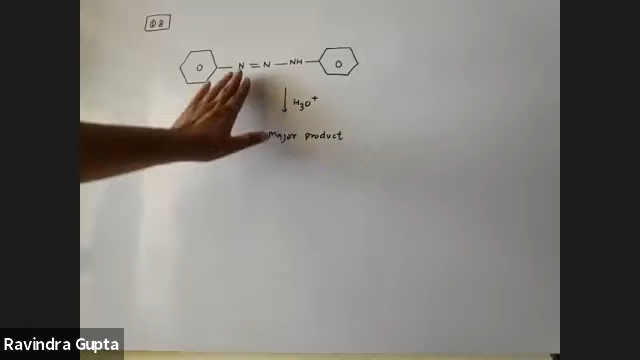 Q8
N = N — NH
H3O+
Major product
Ravindra Gupta